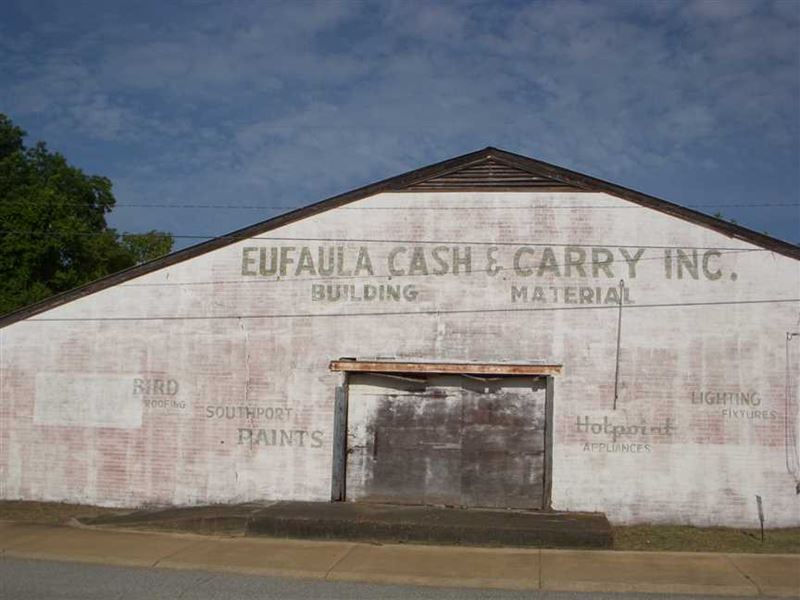 EUFAULA CASH & CARRY INC.
BUILDING MATERIAL
BIRD
ROOFING
SOUTHPORT
PAINTS
Hotpoint
APPLIANCES
LIGHTING
FIXTURES